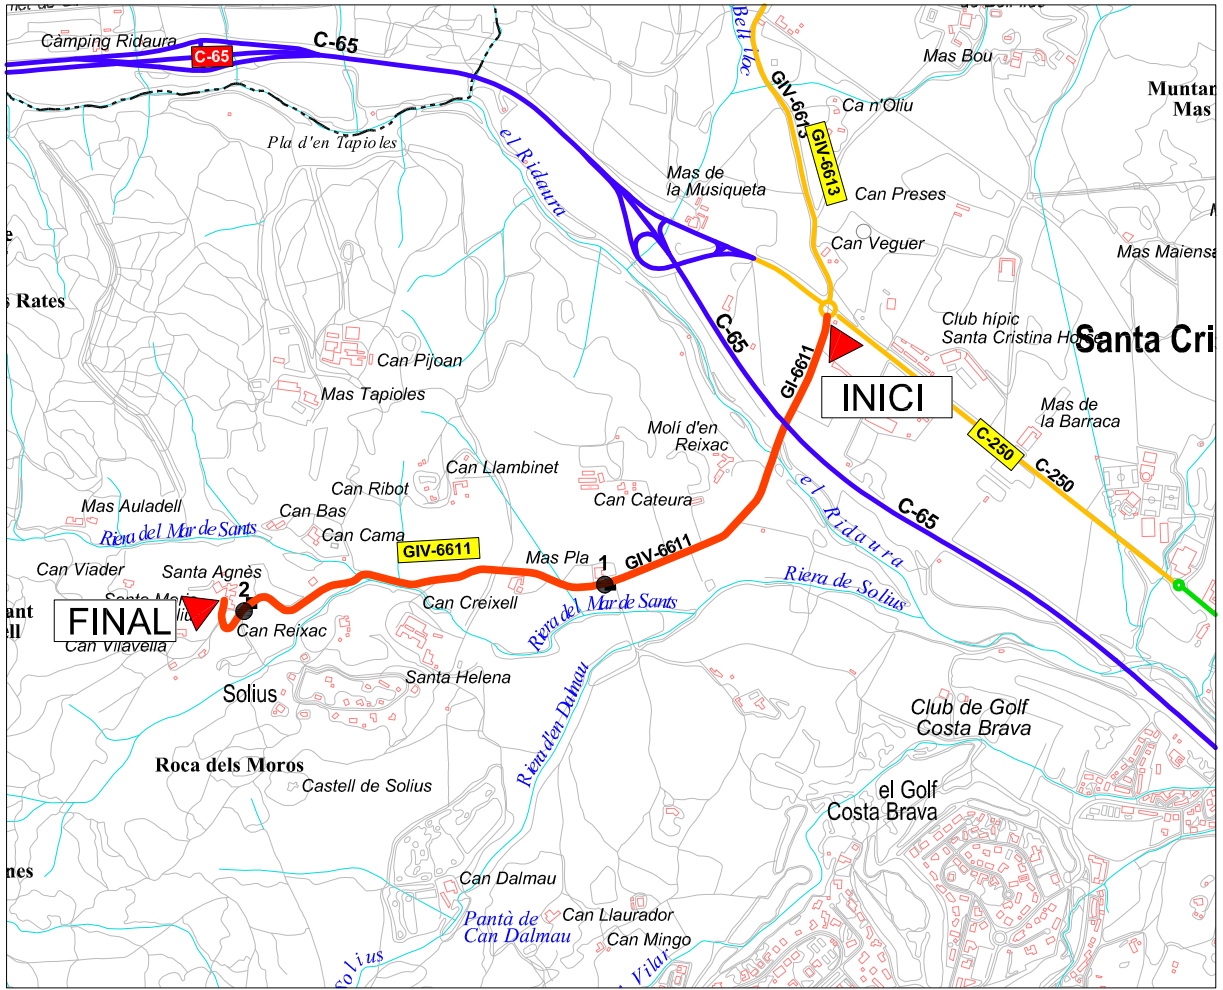 Càmping Ridaura
C-65
C-65
Bell lloc
Mas Bou
Muntan
Mas
GIV-6613
Ca n'Oliu
GIV-6613
Pla d'en Tapioles
el Ridaura
Mas de
la Musiqueta
Can Preses
Can Veguer
Mas Maiensa
s Rates
C-65
Club hípic
Santa Cristina Horse
Santa Cri
GI-6611
INICI
Can Pijoan
Mas Tapioles
Mas de
la Barraca
C-250
C-250
Molí d'en
Reixac
Can Llambinet
Can Ribot
Can Cateura
el Ridaura
C-65
Mas Auladell
Can Bas
Riera del Mar de Sants
Can Cama
GIV-6611
Mas Pla
1
GIV-6611
Can Viader
Santa Agnès
2
Riera de Solius
FINAL
Can Creixell
Riera del Mar de Sants
ant
ell
Can Reixac
Can Vilavella
Santa Helena
Solius
Riera d'en Dalmau
Club de Golf
Costa Brava
Roca dels Moros
Castell de Solius
el Golf
Costa Brava
nes
Can Dalmau
Pantà de
Can Dalmau
Can Llaurador
Can Mingo
Solius
Vilar